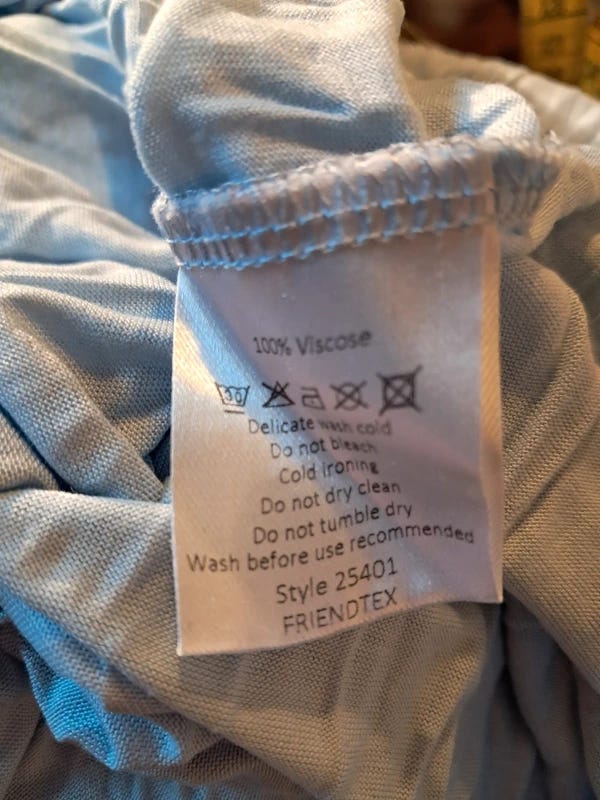 100% Viscose
30
Delicate wash cold
Do not bleach
Cold ironing
Do not dry clean
Do not tumble dry
Wash before use recommended
Style 25401
FRIENDTEX